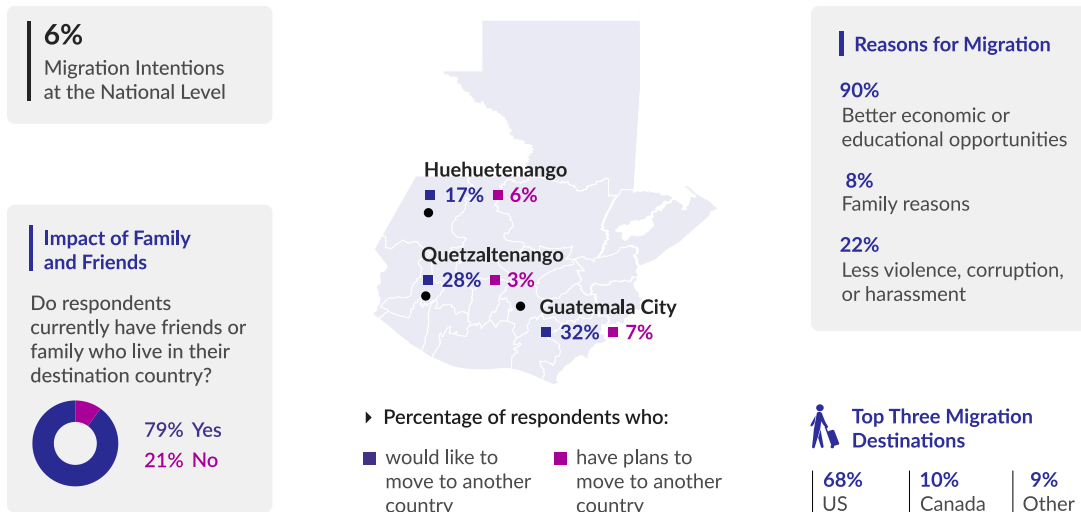 6%
Migration Intentions
at the National Level
Impact of Family
and Friends
Do respondents
currently have friends or
family who live in their
destination country?
79% Yes
21% No
Huehuetenango
17% 6%
Quetzaltenango
28% 3%
Guatemala City
32% 7%
Percentage of respondents who:
would like to
move to another
country
have plans to
move to another
country
Reasons for Migration
90%
Better economic or
educational opportunities
8%
Family reasons
22%
Less violence, corruption,
or harassment
Top Three Migration
Destinations
68%
US
10%
Canada
9%
Other